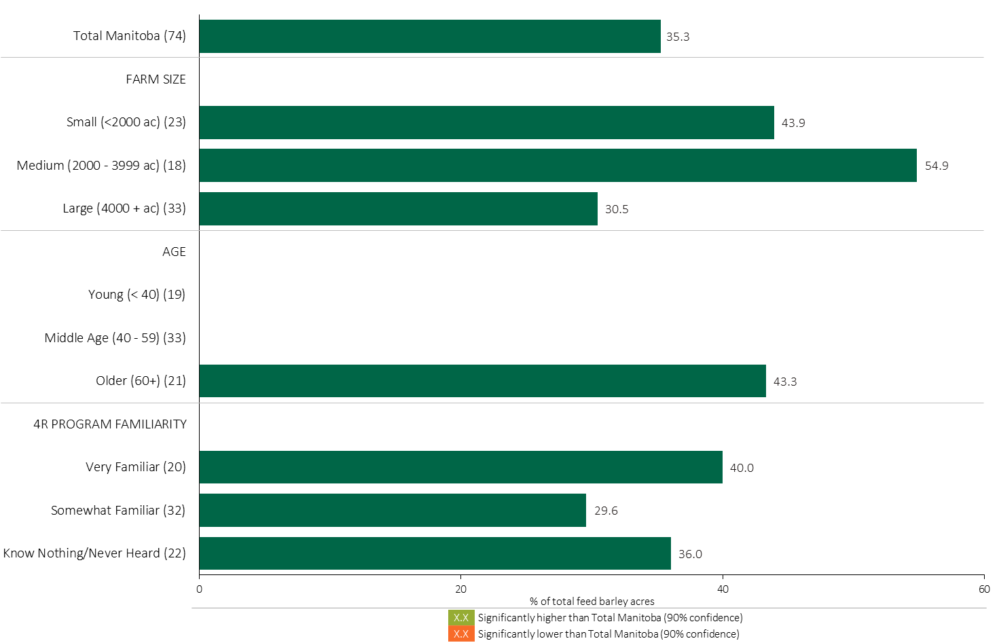 Total Manitoba (74) 35.3
FARM SIZE
Small (<2000 ac) (23) 43.9
Medium (2000 - 3999 ac) (18) 54.9
Large (4000 + ac) (33) 30.5
AGE
Young (< 40) (19)
Middle Age (40 - 59) (33)
Older (60+) (21) 43.3
4R PROGRAM FAMILIARITY
Very Familiar (20) 40.0
Somewhat Familiar (32) 29.6
Know Nothing/Never Heard (22) 36.0
0 20 40 60
% of total feed barley acres
X.X Significantly higher than Total Manitoba (90% confidence)
X.X Significantly lower than Total Manitoba (90% confidence)